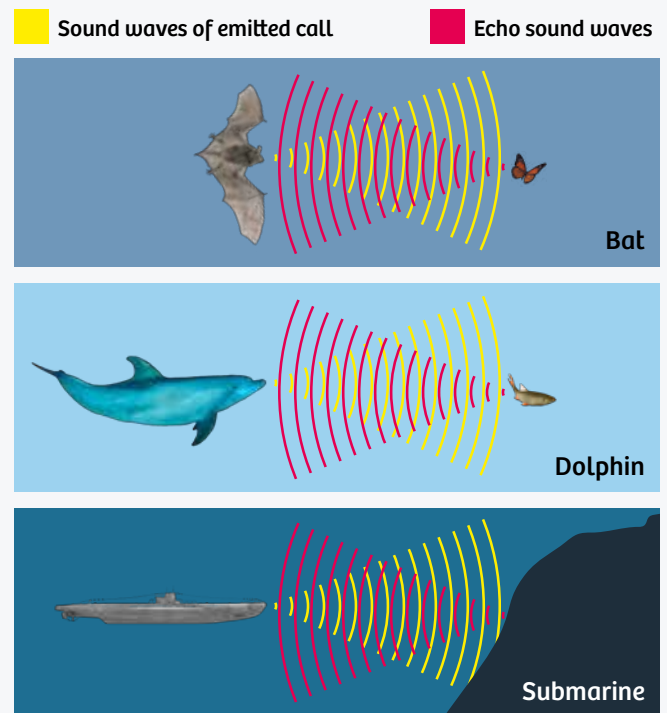 Sound waves of emitted call
Echo sound waves
Bat
Dolphin
Submarine